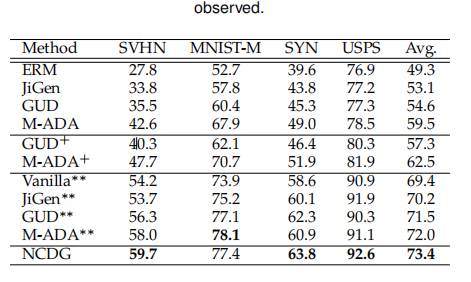 observed.
Method SVHN MNIST-M SYN USPS Avg.
ERM 27.8 52.7 39.6 76.9 49.3
JiGen 33.8 57.8 43.8 77.2 53.1
GUD 35.5 60.4 45.3 77.3 54.6
M-ADA 42.6 67.9 49.0 78.5 59.5
GUD+ 40.3 62.1 46.4 80.3 57.3
M-ADA+ 47.7 70.7 51.9 81.9 62.5
Vanilla** 54.2 73.9 58.6 90.9 69.4
JiGen** 53.7 75.2 60.1 91.9 70.2
GUD** 56.3 77.1 62.3 90.3 71.5
M-ADA** 58.0 78.1 60.9 91.1 72.0
NCDG 59.7 77.4 63.8 92.6 73.4